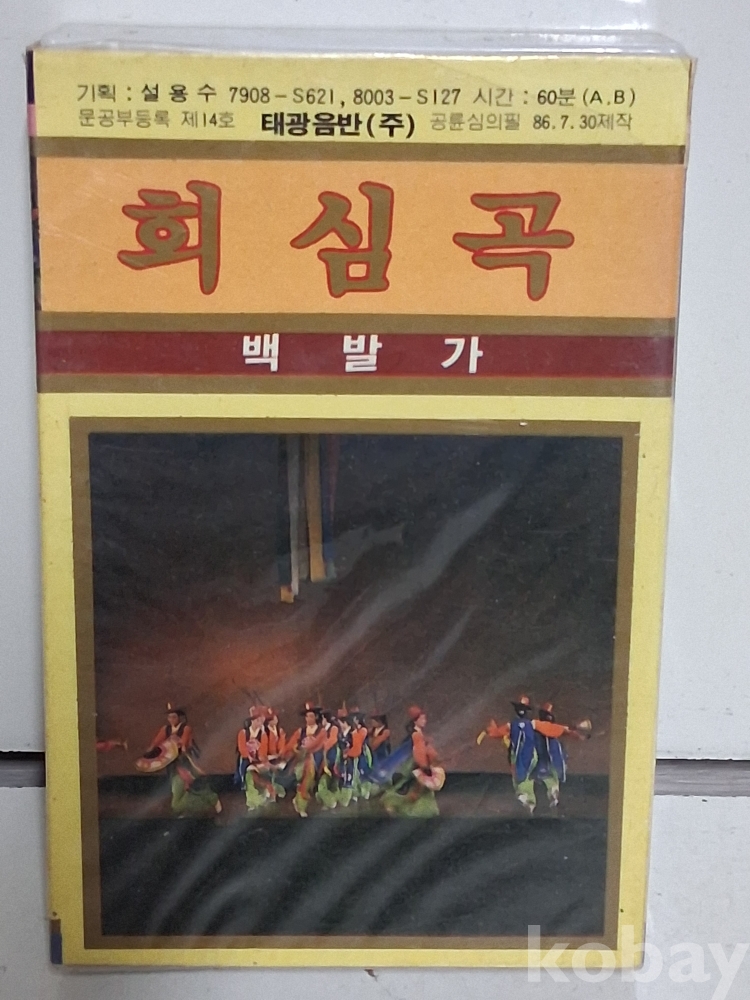 기획 : 설용수 7908-S621, 8003-S127 시간 : 60분 (A.B)
문공부등록 제14호 태광음반(주) 공륜심의필 86.7.30제작
회심곡
백발가
kobay